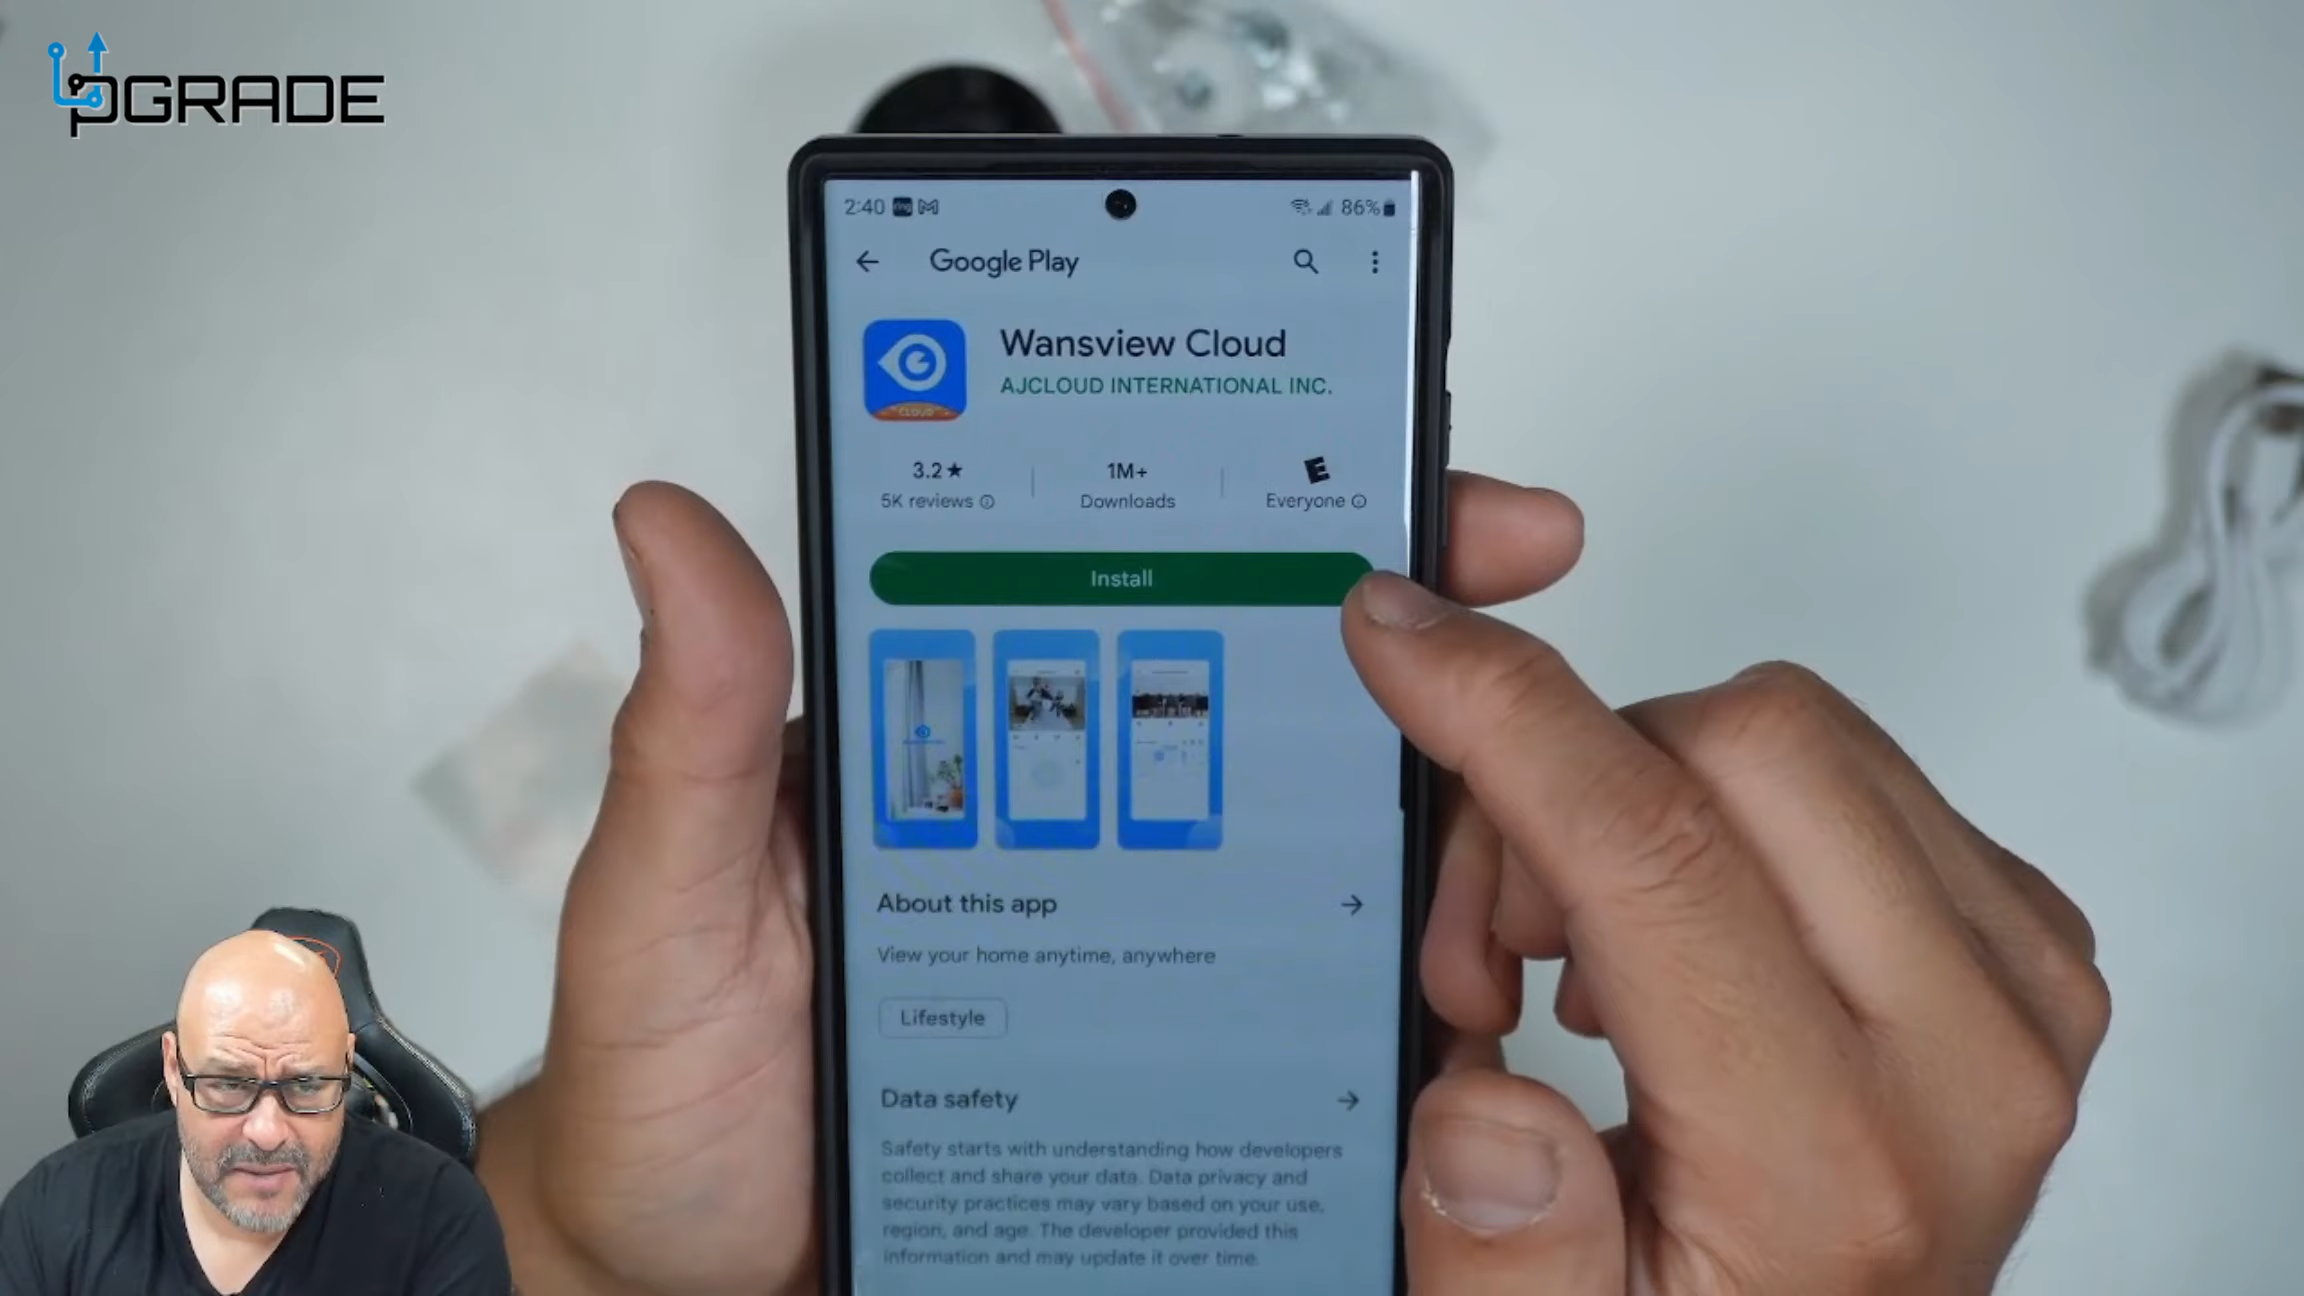 UPGRADE
2:40 ring 86%
Google Play
Wansview Cloud
AJCLOUD INTERNATIONAL INC.
CLOUD
3.2★ 1M+ E
5K reviews Downloads Everyone
Install
About this app
View your home anytime, anywhere
Lifestyle
Data safety
Safety starts with understanding how developers
collect and share your data. Data privacy and
security practices may vary based on your use,
region, and age. The developer provided this
information and may update it over time.